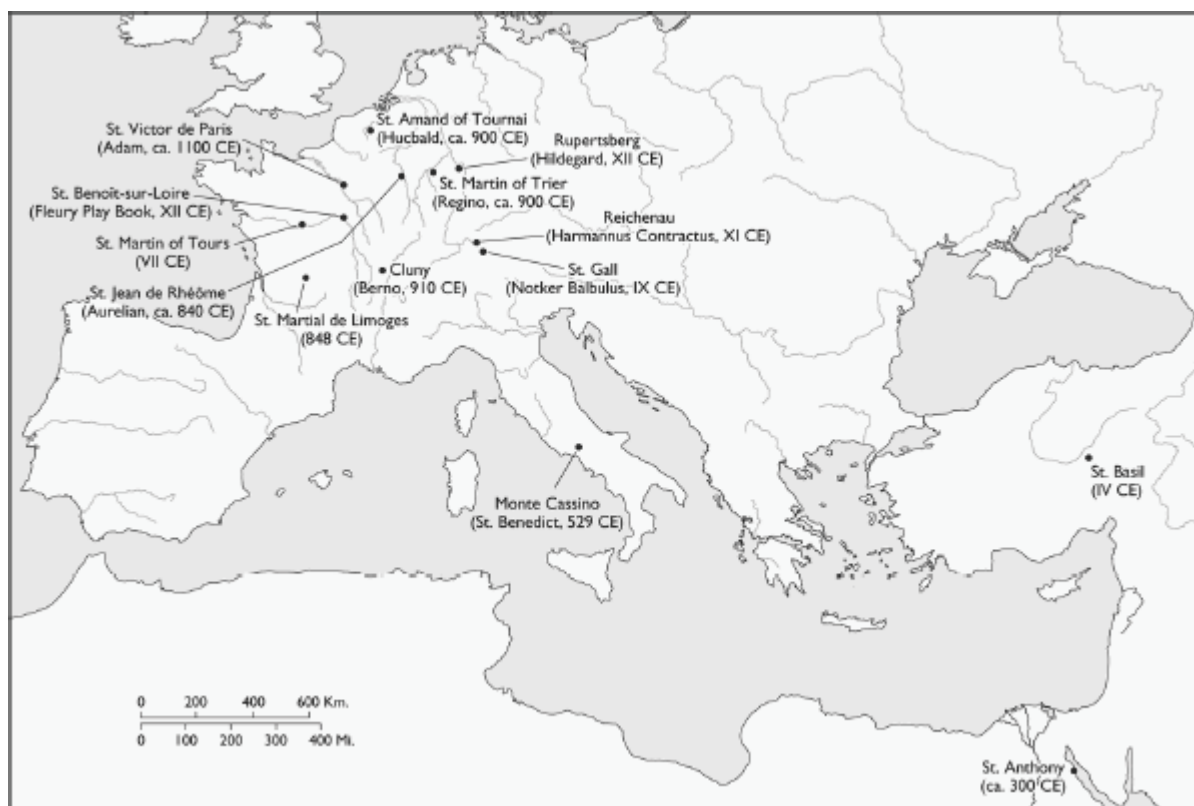 St. Amand of Tournai
(Hucbald, ca. 900 CE)
St. Victor de Paris
(Adam, ca. 1100 CE)
Rupertsberg
(Hildegard, XII CE)
St. Martin of Trier
(Regino, ca. 900 CE)
St. Benoît-sur-Loire
(Fleury Play Book, XII CE)
Reichenau
(Harmannus Contractus, XI CE)
St. Martin of Tours
(VII CE)
Cluny
(Berno, 910 CE)
St. Gall
(Notker Balbulus, IX CE)
St. Jean de Rhéôme
(Aurelian, ca. 840 CE)
St. Martial de Limoges
(848 CE)
St. Basil
(IV CE)
Monte Cassino
(St. Benedict, 529 CE)
0 200 400 600 Km.
0 100 200 300 400 Mi.
St. Anthony
(ca. 300 CE)